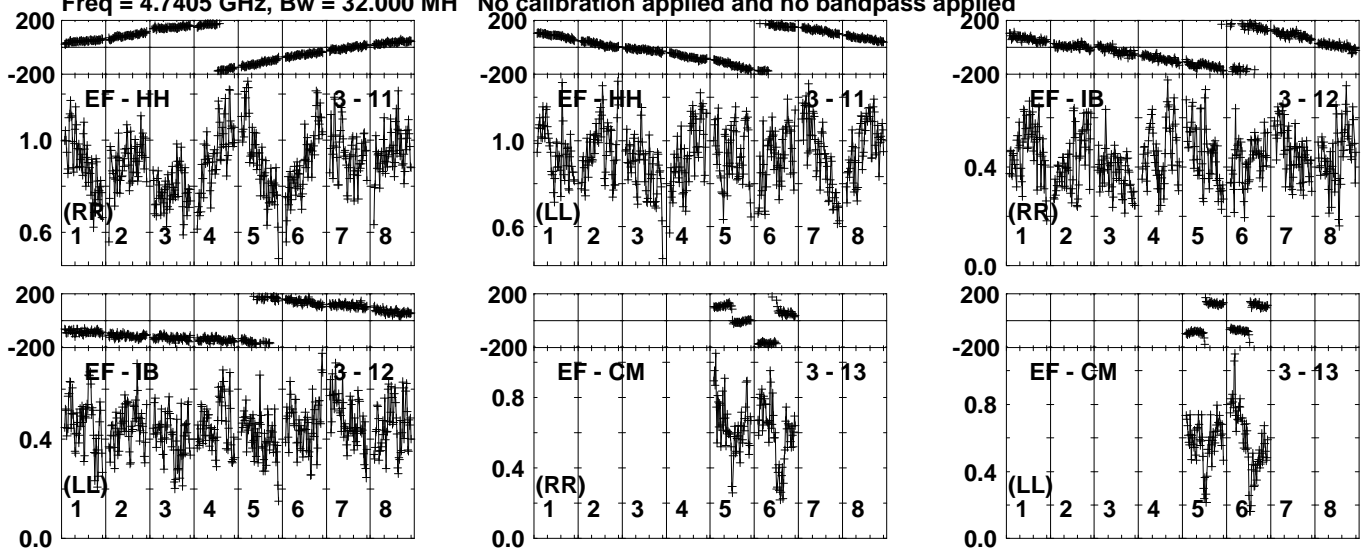 Freq = 4.7405 GHz, Bw = 32.000 MH No calibration applied and no bandpass applied
200
-200
EF - HH 3 - 11
1.0
(RR)
0.6
1 2 3 4 5 6 7 8
200
-200
EF - HH 3 - 11
1.0
(LL)
0.6
1 2 3 4 5 6 7 8
200
-200
EF - IB 3 - 12
0.4
(RR)
1 2 3 4 5 6 7 8
0.0
200
-200
EF - IB 3 - 12
0.4
(LL)
1 2 3 4 5 6 7 8
0.0
200
-200
EF - CM 3 - 13
0.8
0.4
(RR)
1 2 3 4 5 6 7 8
0.0
200
-200
EF - CM 3 - 13
0.8
0.4
(LL)
1 2 3 4 5 6 7 8
0.0